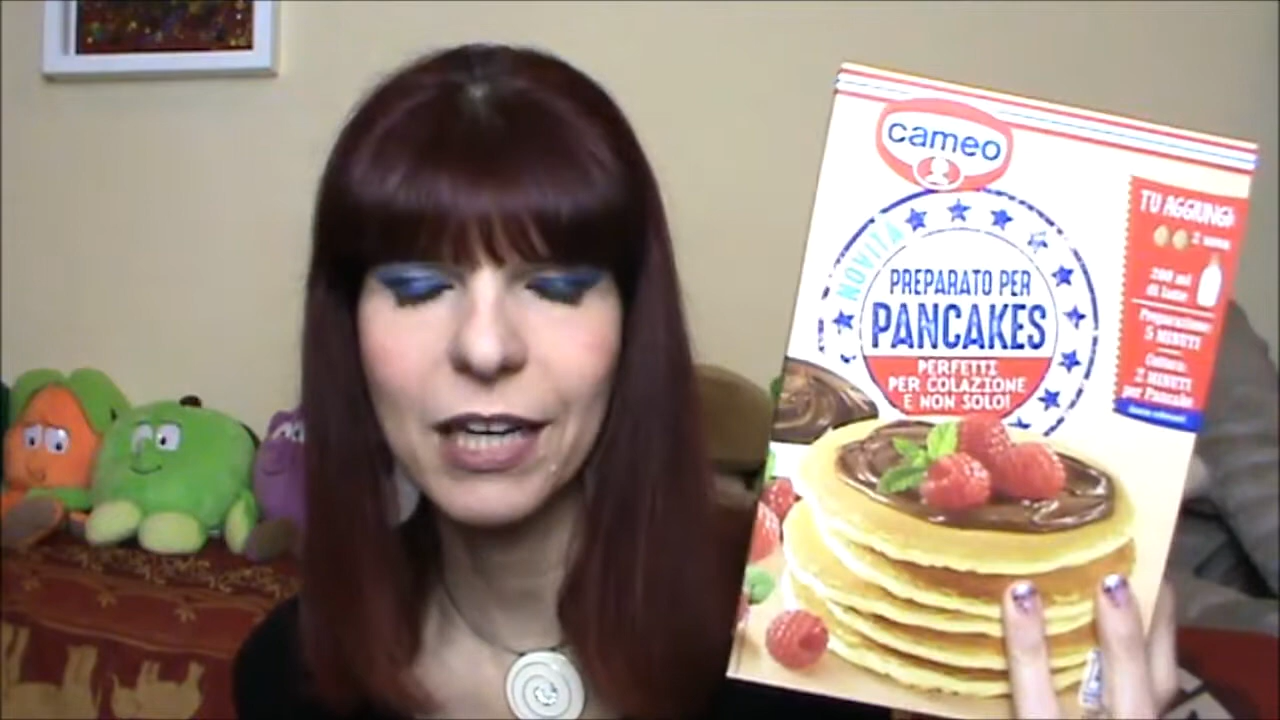 cameo
NOVITÀ
PREPARATO PER
PANCAKES
PERFETTI
PER COLAZIONE
E NON SOLO!
TU AGGIUNGI:
2 uova
200 ml
di latte
Preparazione:
5 MINUTI
Cottura:
2 MINUTI
per Pancake